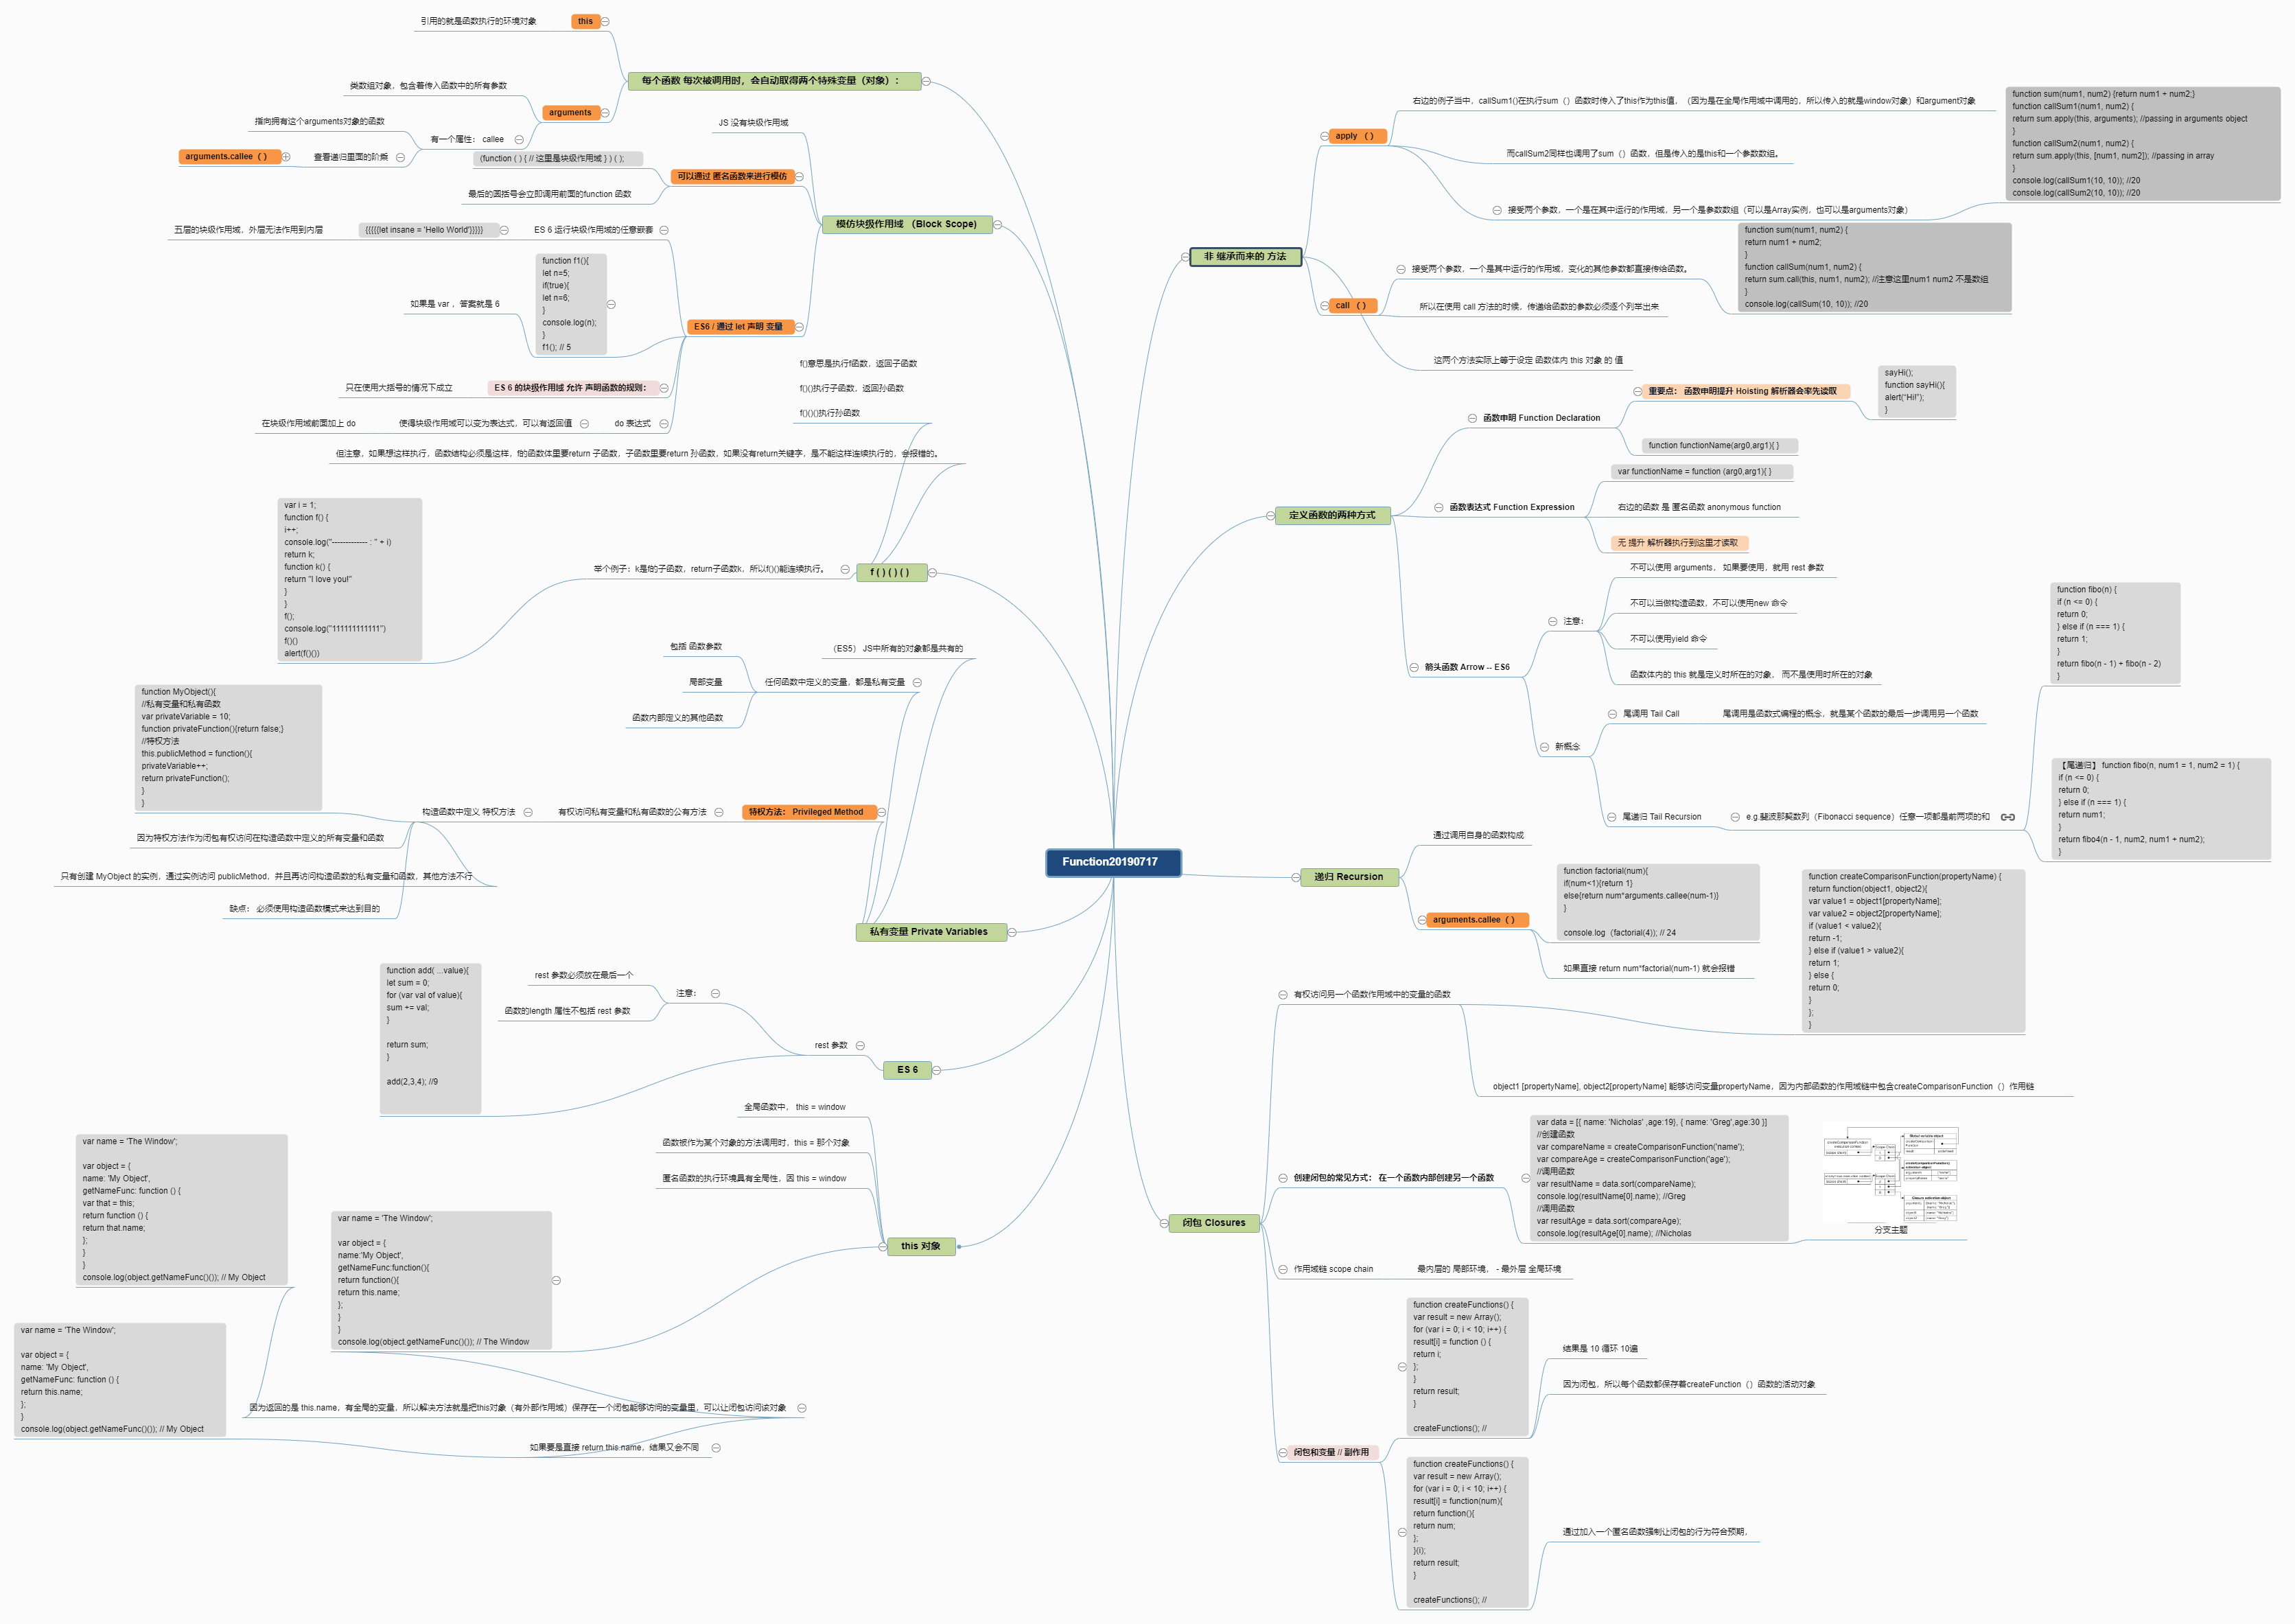 Function20190717
每个函数 每次被调用时，会自动取得两个特殊变量（对象）：
this
引用的就是函数执行的环境对象
arguments
类数组对象，包含着传入函数中的所有参数
有一个属性： callee
指向拥有这个arguments对象的函数
查看递归里面的阶乘
arguments.callee（）
模仿块级作用域 （Block Scope)
JS 没有块级作用域
可以通过 匿名函数来进行模仿
(function ( ) { // 这里是块级作用域 } ) ( );
最后的圆括号会立即调用前面的function 函数
ES6 / 通过 let 声明 变量
ES 6 运行块级作用域的任意嵌套
{{{{{let insane = 'Hello World'}}}}}
五层的块级作用域，外层无法作用到内层
function f1(){
let n=5;
if(true){
let n=6;
}
console.log(n);
}
f1(); // 5
如果是 var ，答案就是 6
ES 6 的块级作用域 允许 声明函数的规则：
只在使用大括号的情况下成立
do 表达式
使得块级作用域可以变为表达式，可以有返回值
在块级作用域前面加上 do
f ( ) ( ) ( )
f()意思是执行f函数，返回子函数
f()()执行子函数，返回孙函数
f()()()执行孙函数
但注意，如果想这样执行，函数结构必须是这样，f的函数体里要return 子函数，子函数里要return 孙函数，如果没有return关键字，是不能这样连续执行的，会报错的。
举个例子：k是f的子函数，return子函数k，所以f()()能连续执行。
var i = 1;
function f() {
i++;
console.log("------------- : " + i)
return k;
function k() {
return "I love you!"
}
}
f();
console.log("111111111111")
f()()
alert(f()())
私有变量 Private Variables
（ES5） JS中所有的对象都是共有的
任何函数中定义的变量，都是私有变量
包括 函数参数
局部变量
函数内部定义的其他函数
特权方法： Privileged Method
有权访问私有变量和私有函数的公有方法
构造函数中定义 特权方法
function MyObject(){
//私有变量和私有函数
var privateVariable = 10;
function privateFunction(){return false;}
//特权方法
this.publicMethod = function(){
privateVariable++;
return privateFunction();
}
}
因为特权方法作为闭包有权访问在构造函数中定义的所有变量和函数
只有创建 MyObject 的实例，通过实例访问 publicMethod，并且再访问构造函数的私有变量和函数，其他方法不行
缺点： 必须使用构造函数模式来达到目的
ES 6
rest 参数
注意：
rest 参数必须放在最后一个
函数的length 属性不包括 rest 参数
function add( ...value){
let sum = 0;
for (var val of value){
sum += val;
}
return sum;
}
add(2,3,4); //9
this 对象
全局函数中， this = window
函数被作为某个对象的方法调用时，this = 那个对象
匿名函数的执行环境具有全局性，因 this = window
var name = 'The Window';
var object = {
name:'My Object',
getNameFunc:function(){
return function(){
return this.name;
};
}
}
console.log(object.getNameFunc()()); // The Window
因为返回的是 this.name，有全局的变量，所以解决方法就是把this对象（有外部作用域）保存在一个闭包能够访问的变量里，可以让闭包访问该对象
var name = 'The Window';
var object = {
name: 'My Object',
getNameFunc: function () {
var that = this;
return function () {
return that.name;
};
}
}
console.log(object.getNameFunc()()); // My Object
如果要是直接 return this.name，结果又会不同
var name = 'The Window';
var object = {
name: 'My Object',
getNameFunc: function () {
return this.name;
};
}
console.log(object.getNameFunc()()); // My Object
非 继承而来的 方法
apply （ ）
右边的例子当中，callSum1()在执行sum（）函数时传入了this作为this值，（因为是在全局作用域中调用的，所以传入的就是window对象）和argument对象
而callSum2同样也调用了sum（）函数，但是传入的是this和一个参数数组。
接受两个参数，一个是在其中运行的作用域，另一个是参数数组（可以是Array实例，也可以是arguments对象）
function sum(num1, num2) {return num1 + num2;}
function callSum1(num1, num2) {
return sum.apply(this, arguments); //passing in arguments object
}
function callSum2(num1, num2) {
return sum.apply(this, [num1, num2]); //passing in array
}
console.log(callSum1(10, 10)); //20
console.log(callSum2(10, 10)); //20
call （ ）
接受两个参数，一个是其中运行的作用域，变化的其他参数都直接传给函数。
function sum(num1, num2) {
return num1 + num2;
}
function callSum(num1, num2) {
return sum.call(this, num1, num2); //注意这里num1 num2 不是数组
}
console.log(callSum(10, 10)); //20
所以在使用 call 方法的时候，传递给函数的参数必须逐个列举出来
这两个方法实际上等于设定 函数体内 this 对象 的 值
定义函数的两种方式
函数申明 Function Declaration
重要点： 函数申明提升 Hoisting 解析器会率先读取
sayHi();
function sayHi(){
alert("Hi!");
}
function functionName(arg0,arg1){ }
函数表达式 Function Expression
var functionName = function (arg0,arg1){ }
右边的函数 是 匿名函数 anonymous function
无 提升 解析器执行到这里才读取
箭头函数 Arrow -- ES6
注意：
不可以使用 arguments， 如果要使用，就用 rest 参数
不可以当做构造函数，不可以使用new 命令
不可以使用yield 命令
函数体内的 this 就是定义时所在的对象， 而不是使用时所在的对象
新概念
尾调用 Tail Call
尾调用是函数式编程的概念，就是某个函数的最后一步调用另一个函数
尾递归 Tail Recursion
e.g.斐波那契数列（Fibonacci sequence）任意一项都是前两项的和
function fibo(n) {
if (n <= 0) {
return 0;
} else if (n === 1) {
return 1;
}
return fibo(n - 1) + fibo(n - 2)
}
【尾递归】 function fibo(n, num1 = 1, num2 = 1) {
if (n <= 0) {
return 0;
} else if (n === 1) {
return num1;
}
return fibo4(n - 1, num2, num1 + num2);
}
递归 Recursion
通过调用自身的函数构成
arguments.callee（ ）
function factorial(num){
if(num<1){return 1}
else{return num*arguments.callee(num-1)}
}
console.log（factorial(4)); // 24
如果直接 return num*factorial(num-1) 就会报错
闭包 Closures
有权访问另一个函数作用域中的变量的函数
function createComparisonFunction(propertyName) {
return function(object1, object2){
var value1 = object1[propertyName];
var value2 = object2[propertyName];
if (value1 < value2){
return -1;
} else if (value1 > value2){
return 1;
} else {
return 0;
}
};
}
object1 [propertyName], object2[propertyName] 能够访问变量propertyName，因为内部函数的作用域链中包含createComparisonFunction（）作用链
创建闭包的常见方式： 在一个函数内部创建另一个函数
var data = [{ name: 'Nicholas' ,age:19}, { name: 'Greg',age:30 }]
//创建函数
var compareName = createComparisonFunction('name');
var compareAge = createComparisonFunction('age');
//调用函数
var resultName = data.sort(compareName);
console.log(resultName[0].name); //Greg
//调用函数
var resultAge = data.sort(compareAge);
console.log(resultAge[0].name); //Nicholas
分支主题
作用域链 scope chain
最内层的 局部环境， - 最外层 全局环境
闭包和变量 // 副作用
function createFunctions() {
var result = new Array();
for (var i = 0; i < 10; i++) {
result[i] = function () {
return i;
};
}
return result;
}
createFunctions(); //
结果是 10 循环 10遍
因为闭包，所以每个函数都保存着createFunction（）函数的活动对象
function createFunctions() {
var result = new Array();
for (var i = 0; i < 10; i++) {
result[i] = function(num){
return function(){
return num;
};
}(i);
return result;
}
createFunctions(); //
通过加入一个匿名函数强制让闭包的行为符合预期，